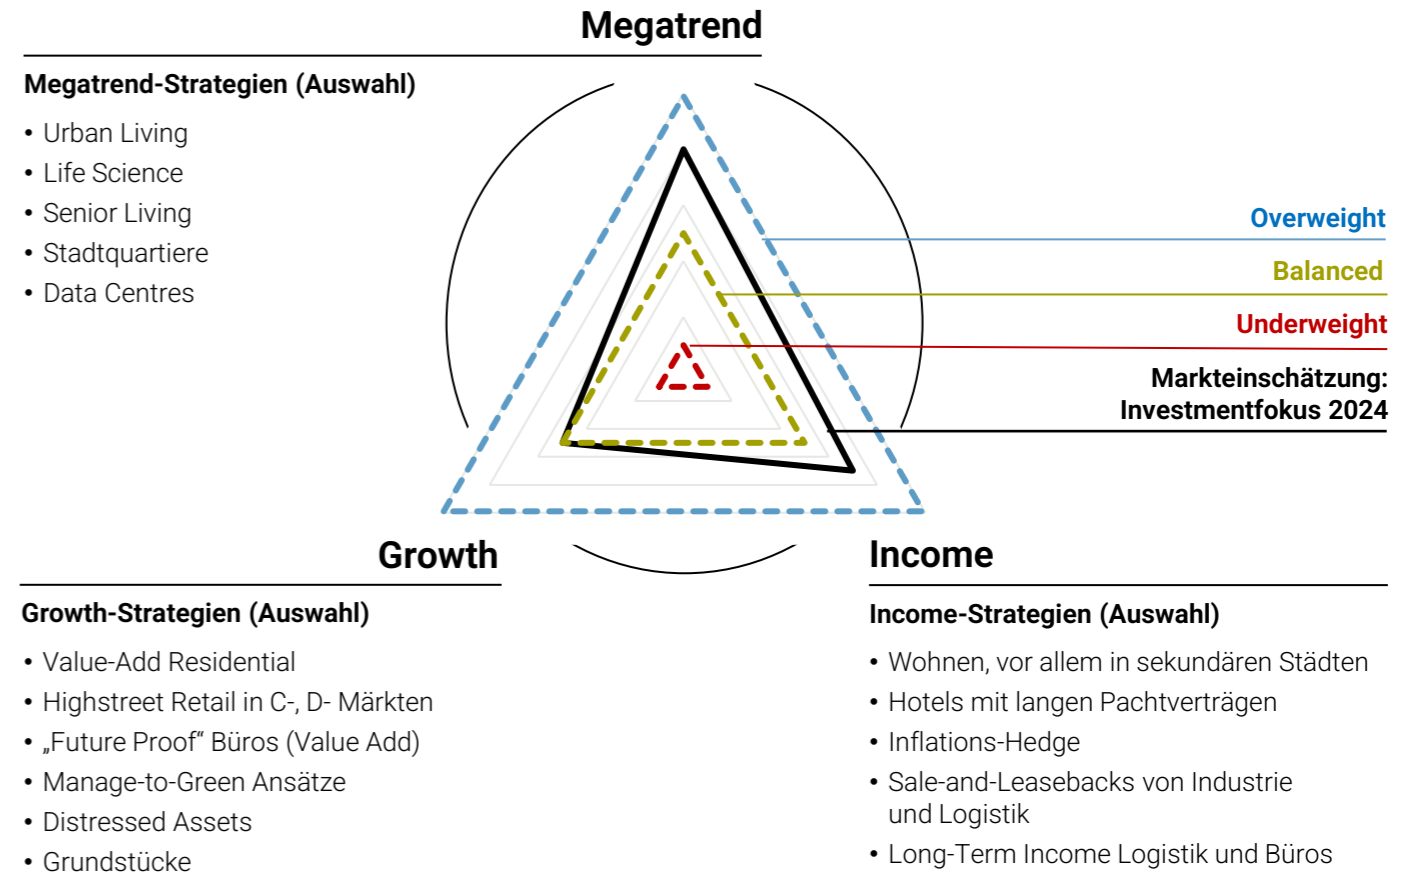 Megatrend
Megatrend-Strategien (Auswahl)
• Urban Living
• Life Science
• Senior Living
• Stadtquartiere
• Data Centres
Overweight
Balanced
Underweight
Markteinschätzung:
Investmentfokus 2024
Growth
Growth-Strategien (Auswahl)
• Value-Add Residential
• Highstreet Retail in C-, D- Märkten
• „Future Proof“ Büros (Value Add)
• Manage-to-Green Ansätze
• Distressed Assets
• Grundstücke
Income
Income-Strategien (Auswahl)
• Wohnen, vor allem in sekundären Städten
• Hotels mit langen Pachtverträgen
• Inflations-Hedge
• Sale-and-Leasebacks von Industrie
und Logistik
• Long-Term Income Logistik und Büros